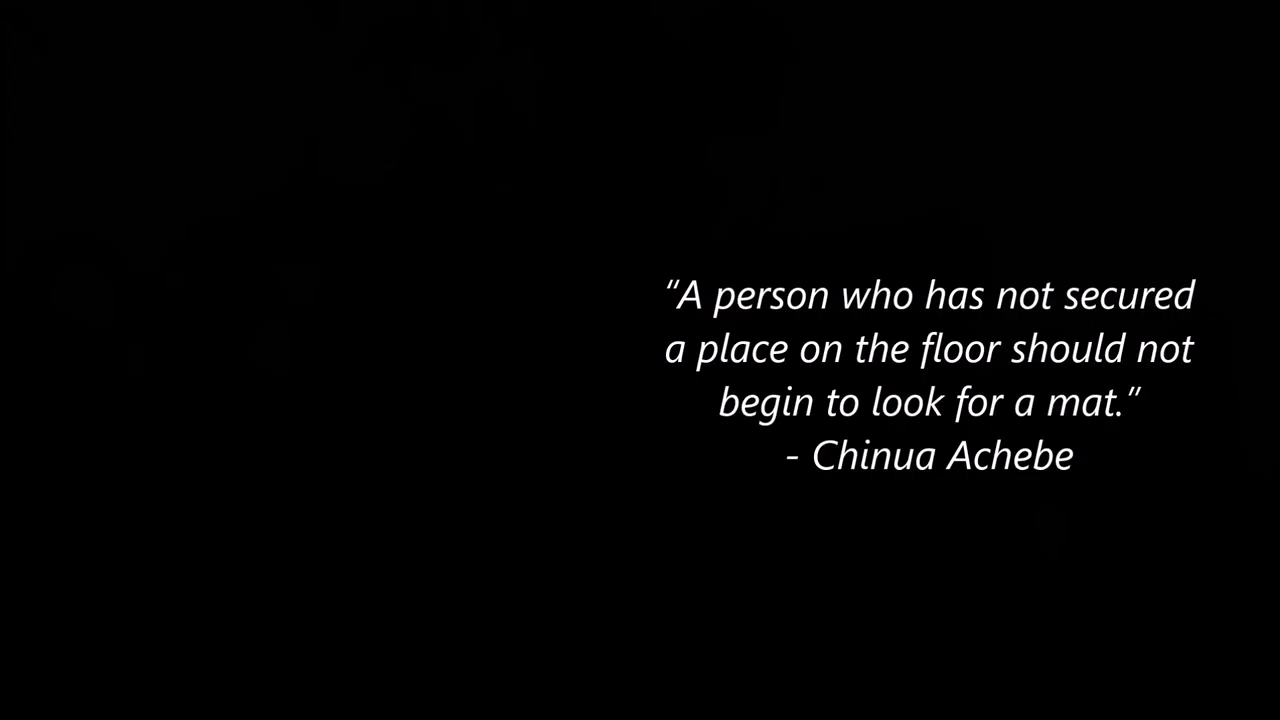 “A person who has not secured
a place on the floor should not
begin to look for a mat.”
- Chinua Achebe